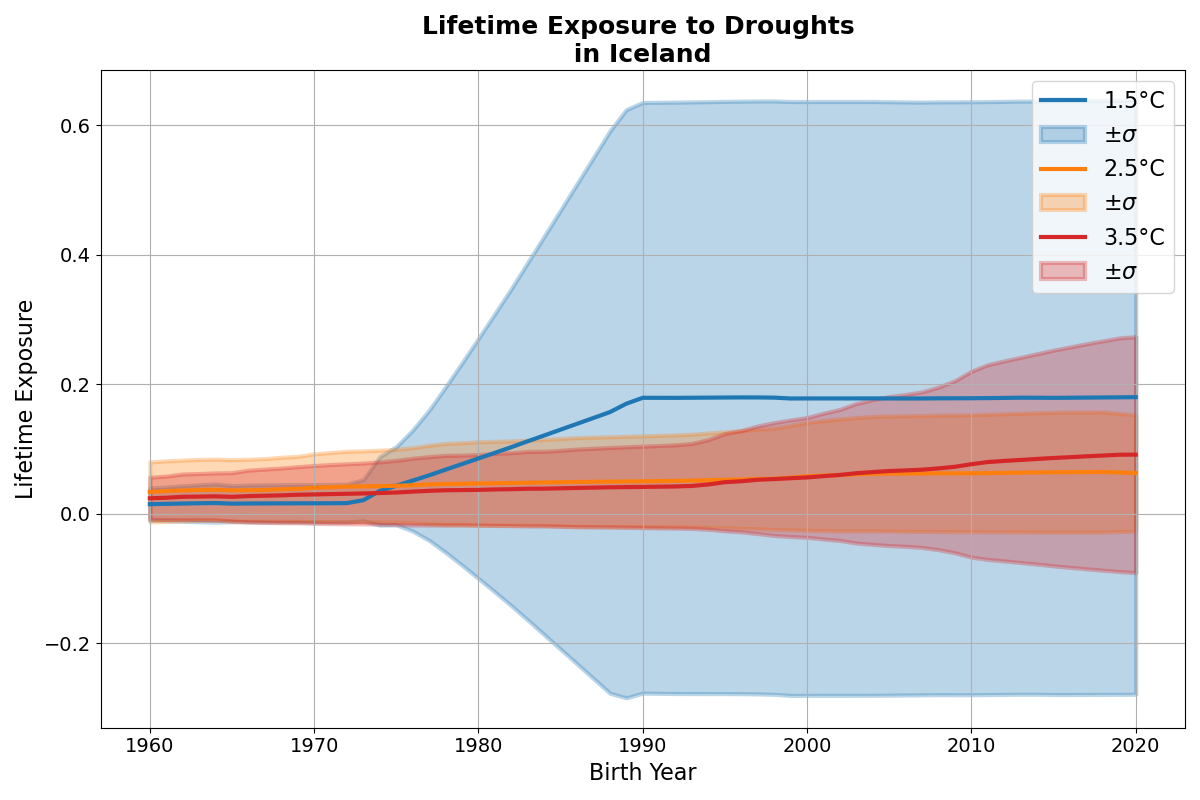 Lifetime Exposure to Droughts
in Iceland
1.5°C
±σ
2.5°C
±σ
3.5°C
±σ
Lifetime Exposure
0.6
0.4
0.2
0.0
−0.2
1960 1970 1980 1990 2000 2010 2020
Birth Year